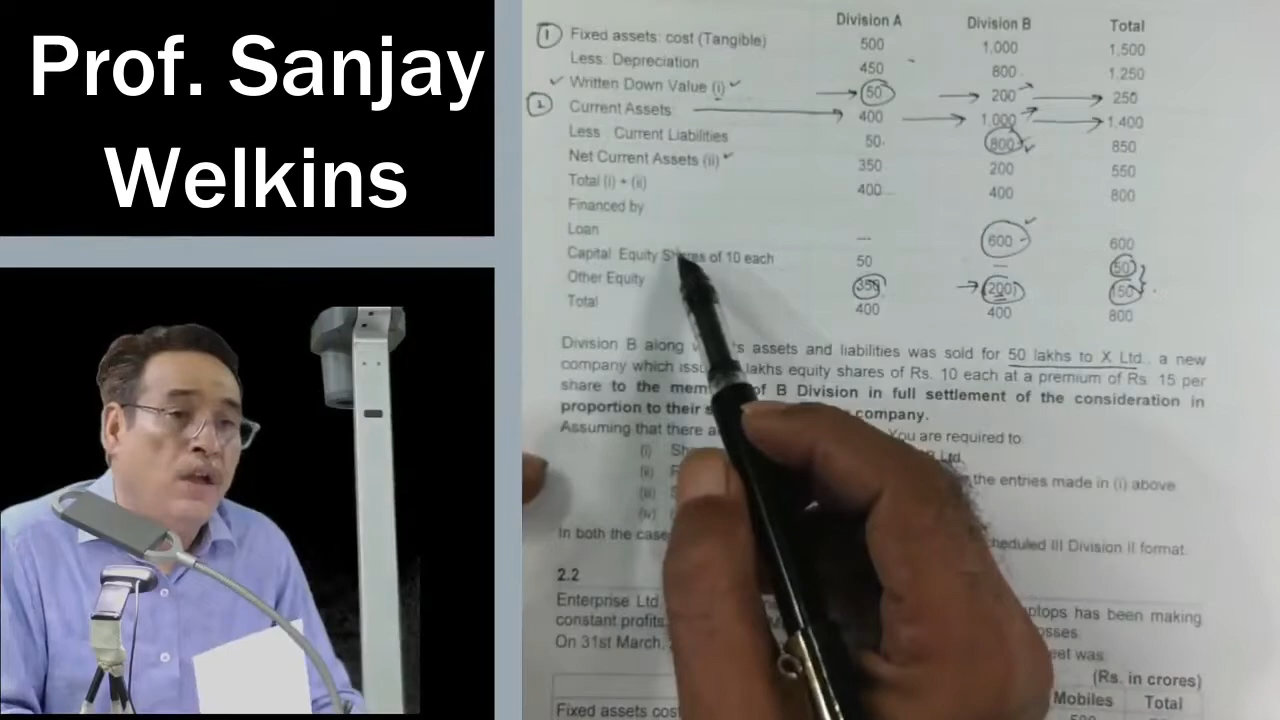 Prof. Sanjay
Welkins
Division A Division B Total
1 Fixed assets: cost (Tangible) 500 1,000 1,500
Less: Depreciation 450 800 1,250
Written Down Value (i) 50 200 250
2 Current Assets 400 1,000 1,400
Less : Current Liabilities 50 800 850
Net Current Assets (ii) 350 200 550
Total (i) + (ii) 400 400 800
Financed by
Loan — 600 600
Capital Equity Shares of 10 each 50 — 50
Other Equity 350 (200) 150
Total 400 400 800
Division B along assets and liabilities was sold for 50 lakhs to X Ltd., a new
company which lakhs equity shares of Rs. 10 each at a premium of Rs. 15 per
share to the of B Division in full settlement of the consideration in
proportion to their company.
Assuming that there You are required to
(i) Ltd.
(ii) the entries made in (i) above
(iii)
(iv)
In both the case III Division II format.
2.2
Enterprise Ltd has been making
constant profits
On 31st March, was
(Rs. in crores)
Mobiles Total
Fixed assets